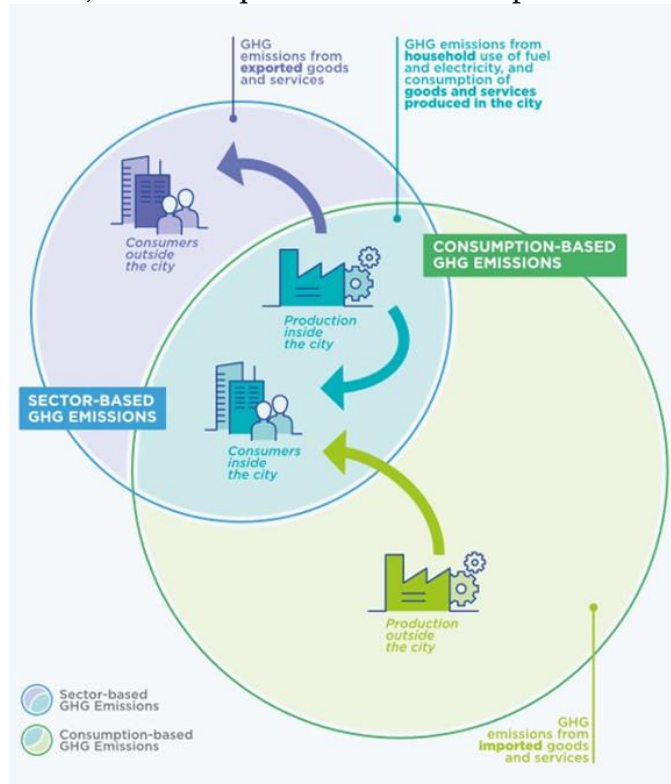 GHG
emissions from
exported goods
and services
GHG emissions from
household use of fuel
and electricity, and
consumption of
goods and services
produced in the city
Consumers
outside
the city
CONSUMPTION-BASED
GHG EMISSIONS
Production
inside
the city
SECTOR-BASED
GHG EMISSIONS
Consumers
inside
the city
Production
outside
the city
Sector-based
GHG Emissions
Consumption-based
GHG Emissions
GHG
emissions from
imported goods
and services